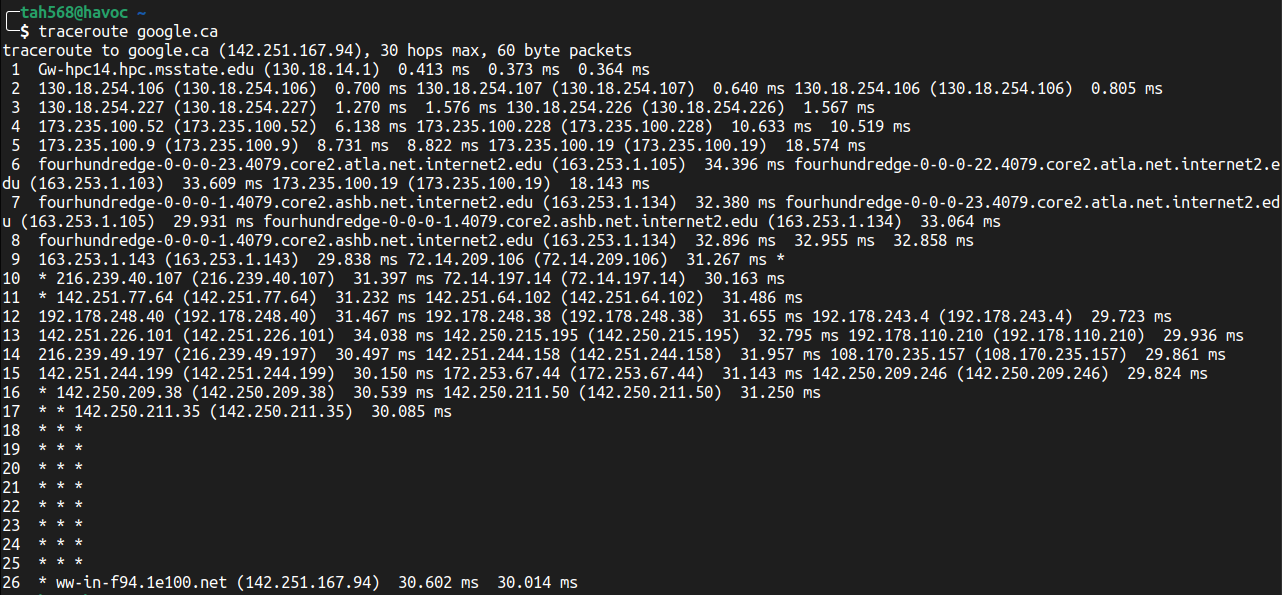 tah568@havoc ~
$ traceroute google.ca
traceroute to google.ca (142.251.167.94), 30 hops max, 60 byte packets
 1  Gw-hpc14.hpc.msstate.edu (130.18.14.1)  0.413 ms  0.373 ms  0.364 ms
 2  130.18.254.106 (130.18.254.106)  0.700 ms 130.18.254.107 (130.18.254.107)  0.640 ms 130.18.254.106 (130.18.254.106)  0.805 ms
 3  130.18.254.227 (130.18.254.227)  1.270 ms  1.576 ms 130.18.254.226 (130.18.254.226)  1.567 ms
 4  173.235.100.52 (173.235.100.52)  6.138 ms 173.235.100.228 (173.235.100.228)  10.633 ms  10.519 ms
 5  173.235.100.9 (173.235.100.9)  8.731 ms  8.822 ms 173.235.100.19 (173.235.100.19)  18.574 ms
 6  fourhundredge-0-0-0-23.4079.core2.atla.net.internet2.edu (163.253.1.105)  34.396 ms fourhundredge-0-0-0-22.4079.core2.atla.net.internet2.e
du (163.253.1.103)  33.609 ms 173.235.100.19 (173.235.100.19)  18.143 ms
 7  fourhundredge-0-0-0-1.4079.core2.ashb.net.internet2.edu (163.253.1.134)  32.380 ms fourhundredge-0-0-0-23.4079.core2.atla.net.internet2.ed
u (163.253.1.105)  29.931 ms fourhundredge-0-0-0-1.4079.core2.ashb.net.internet2.edu (163.253.1.134)  33.064 ms
 8  fourhundredge-0-0-0-1.4079.core2.ashb.net.internet2.edu (163.253.1.134)  32.896 ms  32.955 ms  32.858 ms
 9  163.253.1.143 (163.253.1.143)  29.838 ms 72.14.209.106 (72.14.209.106)  31.267 ms *
10  * 216.239.40.107 (216.239.40.107)  31.397 ms 72.14.197.14 (72.14.197.14)  30.163 ms
11  * 142.251.77.64 (142.251.77.64)  31.232 ms 142.251.64.102 (142.251.64.102)  31.486 ms
12  192.178.248.40 (192.178.248.40)  31.467 ms 192.178.248.38 (192.178.248.38)  31.655 ms 192.178.243.4 (192.178.243.4)  29.723 ms
13  142.251.226.101 (142.251.226.101)  34.038 ms 142.250.215.195 (142.250.215.195)  32.795 ms 192.178.110.210 (192.178.110.210)  29.936 ms
14  216.239.49.197 (216.239.49.197)  30.497 ms 142.251.244.158 (142.251.244.158)  31.957 ms 108.170.235.157 (108.170.235.157)  29.861 ms
15  142.251.244.199 (142.251.244.199)  30.150 ms 172.253.67.44 (172.253.67.44)  31.143 ms 142.250.209.246 (142.250.209.246)  29.824 ms
16  * 142.250.209.38 (142.250.209.38)  30.539 ms 142.250.211.50 (142.250.211.50)  31.250 ms
17  * * 142.250.211.35 (142.250.211.35)  30.085 ms
18  * * *
19  * * *
20  * * *
21  * * *
22  * * *
23  * * *
24  * * *
25  * * *
26  * ww-in-f94.1e100.net (142.251.167.94)  30.602 ms  30.014 ms